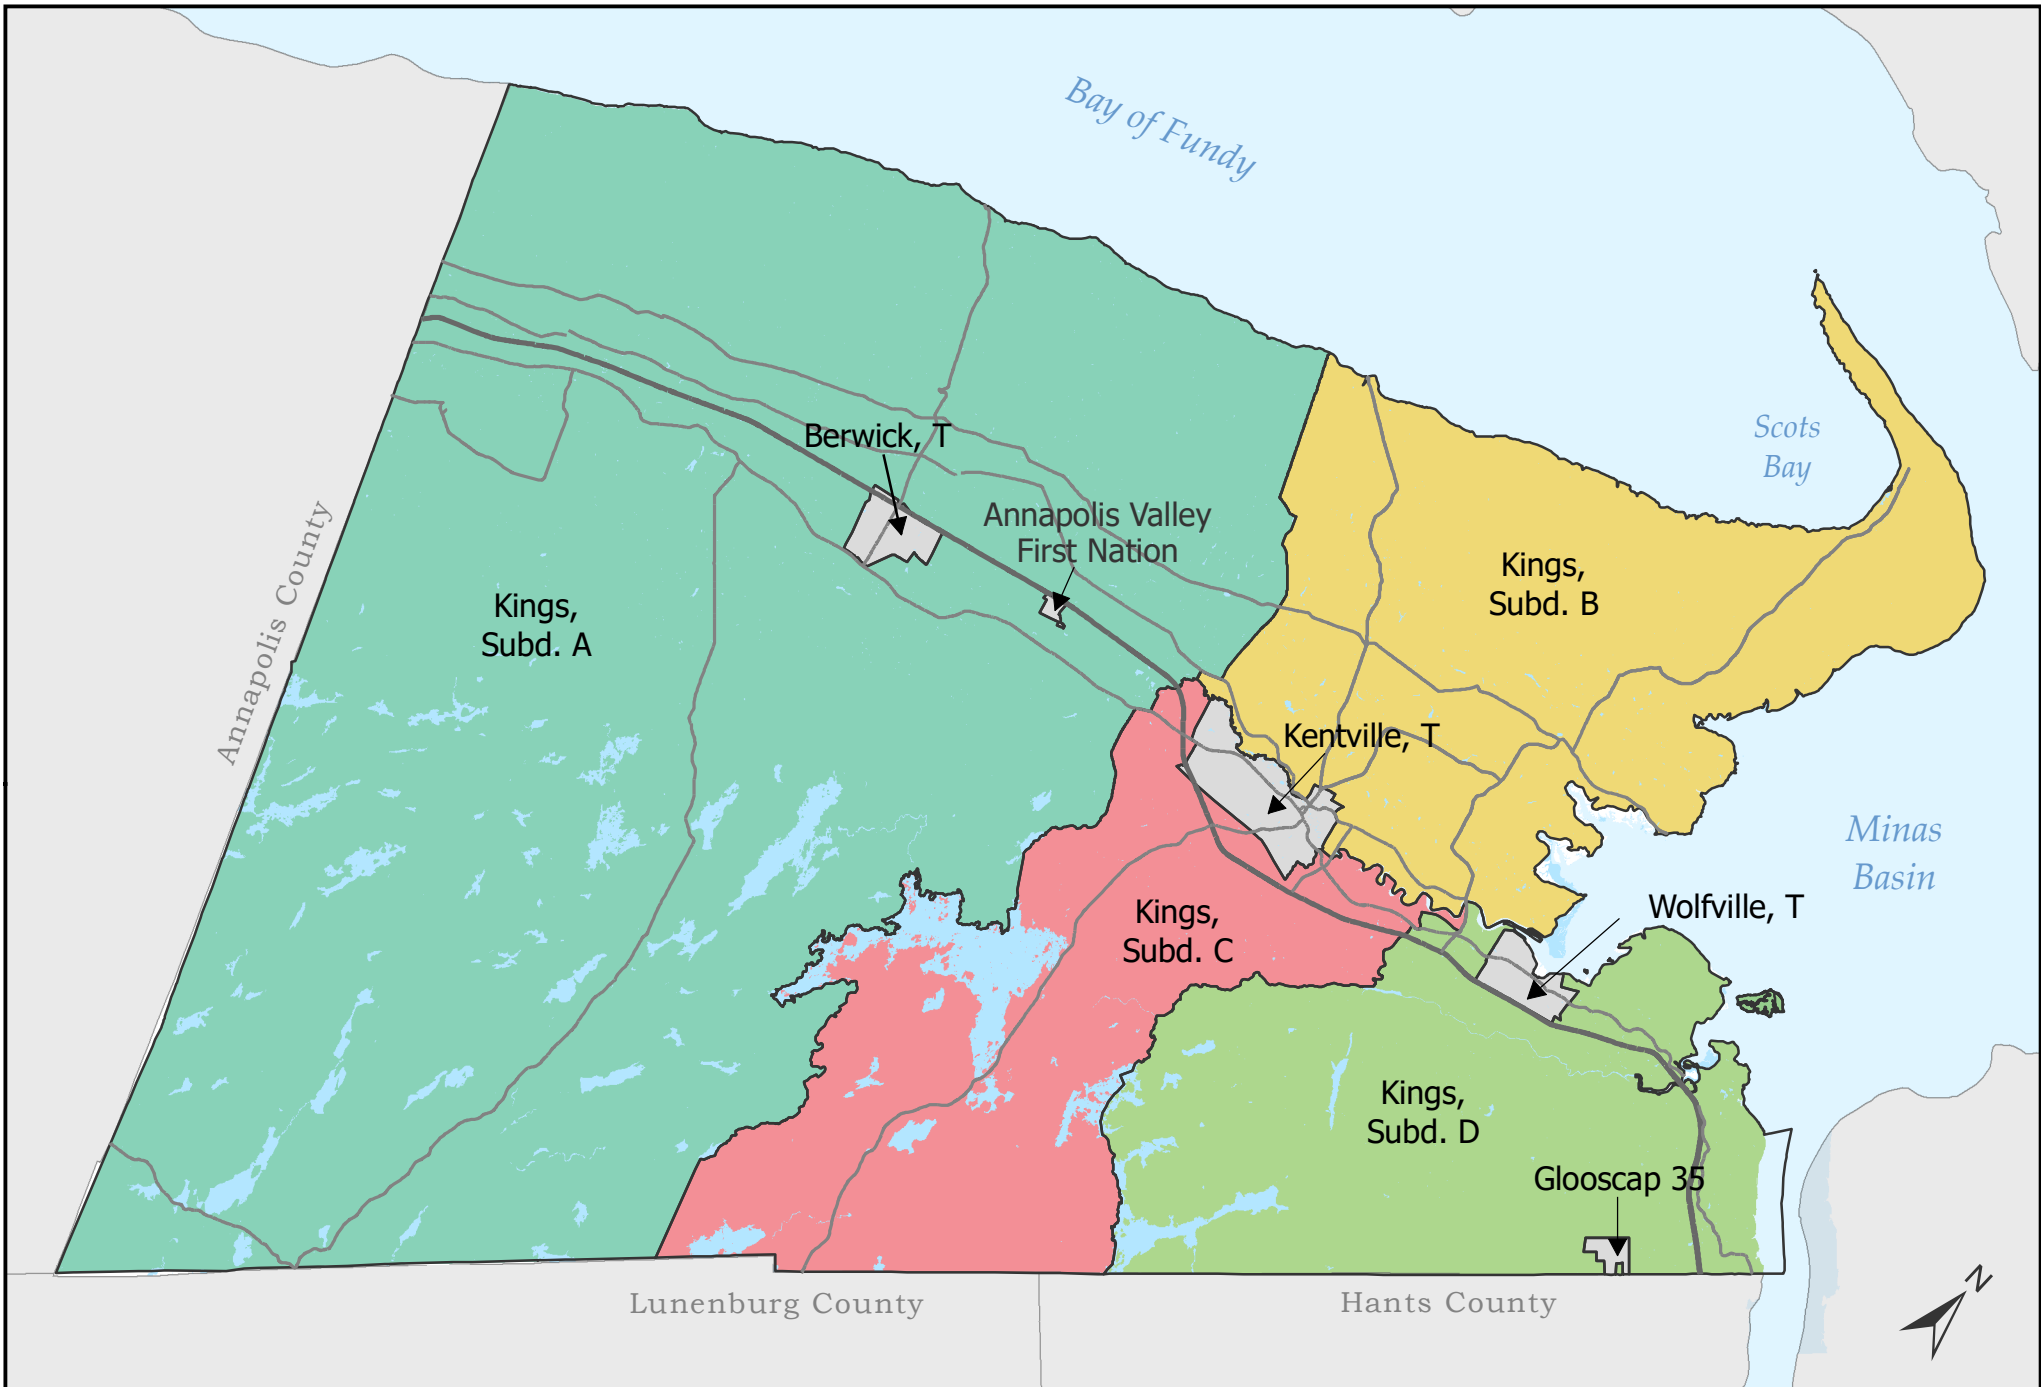 Bay of Fundy
Scots
Bay
Berwick, T
Annapolis Valley
First Nation
Kings,
Subd. B
Kings,
Subd. A
Annapolis County
Kentville, T
Minas
Basin
Wolfville, T
Kings,
Subd. C
Kings,
Subd. D
Glooscap 35
N
Lunenburg County
Hants County